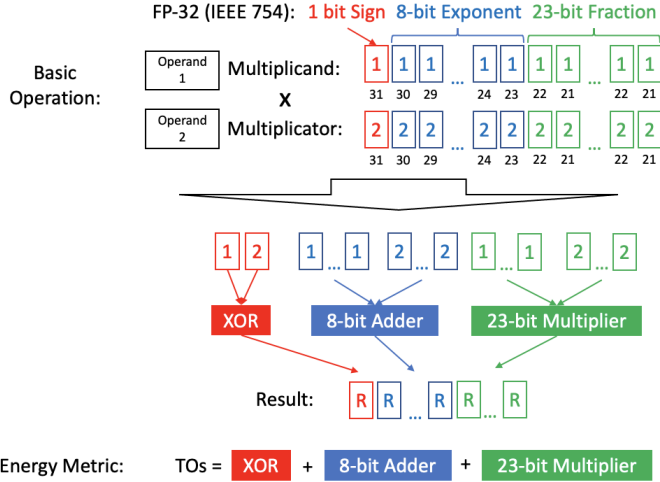 FP-32 (IEEE 754): 1 bit Sign 8-bit Exponent 23-bit Fraction
Basic Operation:
Operand 1 Multiplicand: 1 1 1 ... 1 1 1 1 ... 1 1
31 30 29 24 23 22 21 22 21
X
Operand 2 Multiplicator: 2 2 2 ... 2 2 2 2 ... 2 2
31 30 29 24 23 22 21 22 21
1 2 1 ... 1 2 ... 2 1 ... 1 2 ... 2
XOR 8-bit Adder 23-bit Multiplier
Result: R R ... R R ... R
Energy Metric: TOs = XOR + 8-bit Adder + 23-bit Multiplier